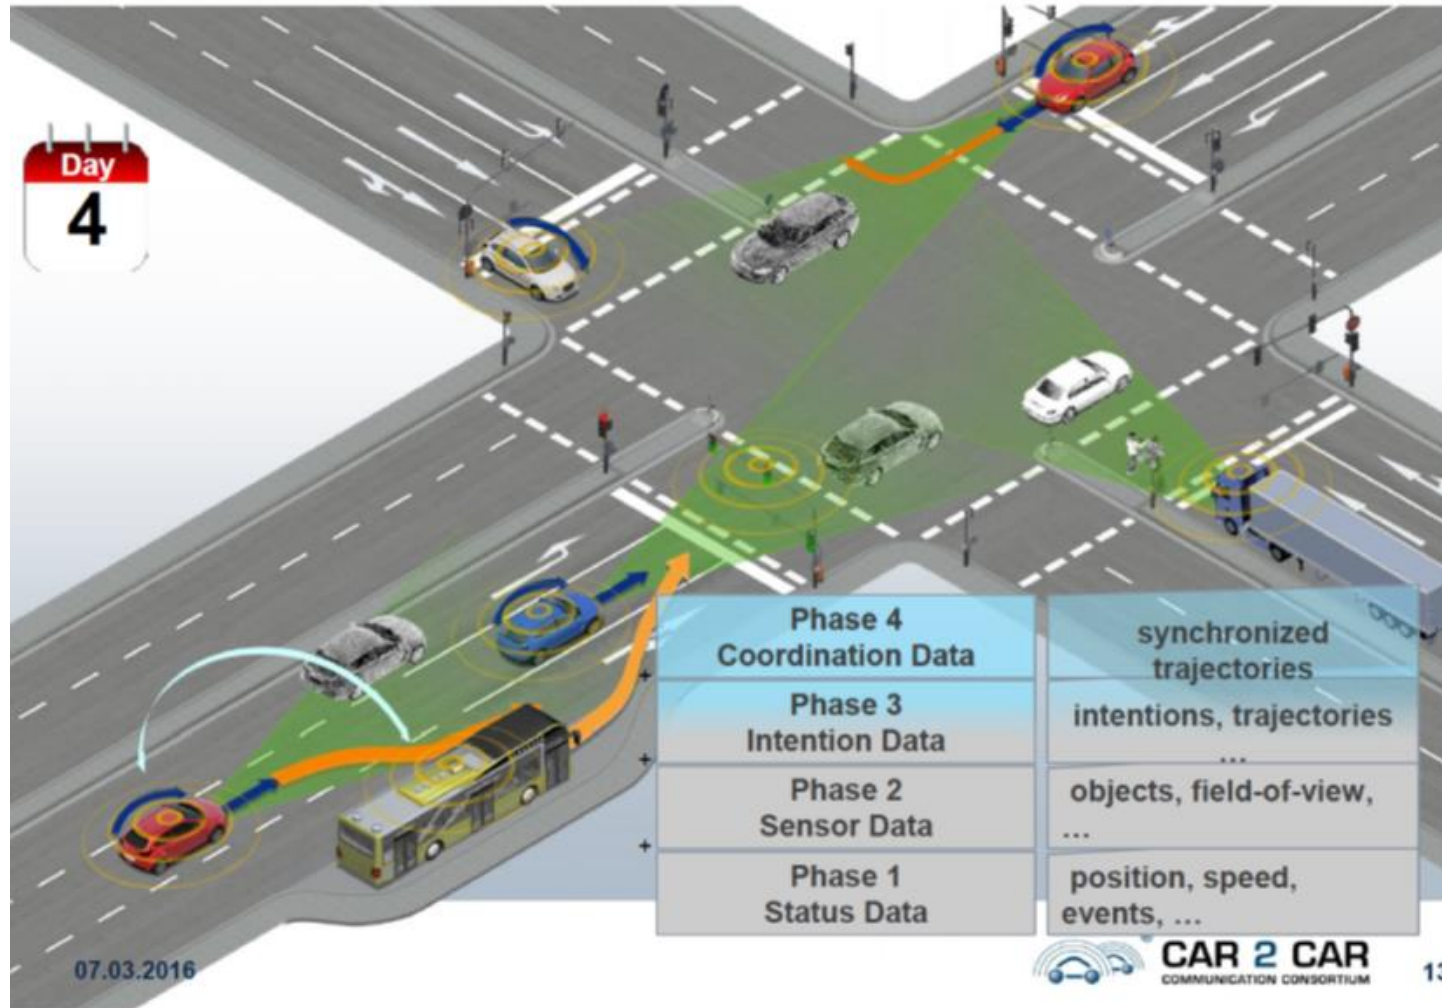 Day
4
Phase 4
Coordination Data
synchronized
trajectories
+
Phase 3
Intention Data
intentions, trajectories
...
+
Phase 2
Sensor Data
objects, field-of-view,
...
+
Phase 1
Status Data
position, speed,
events, ...
07.03.2016
CAR 2 CAR
COMMUNICATION CONSORTIUM